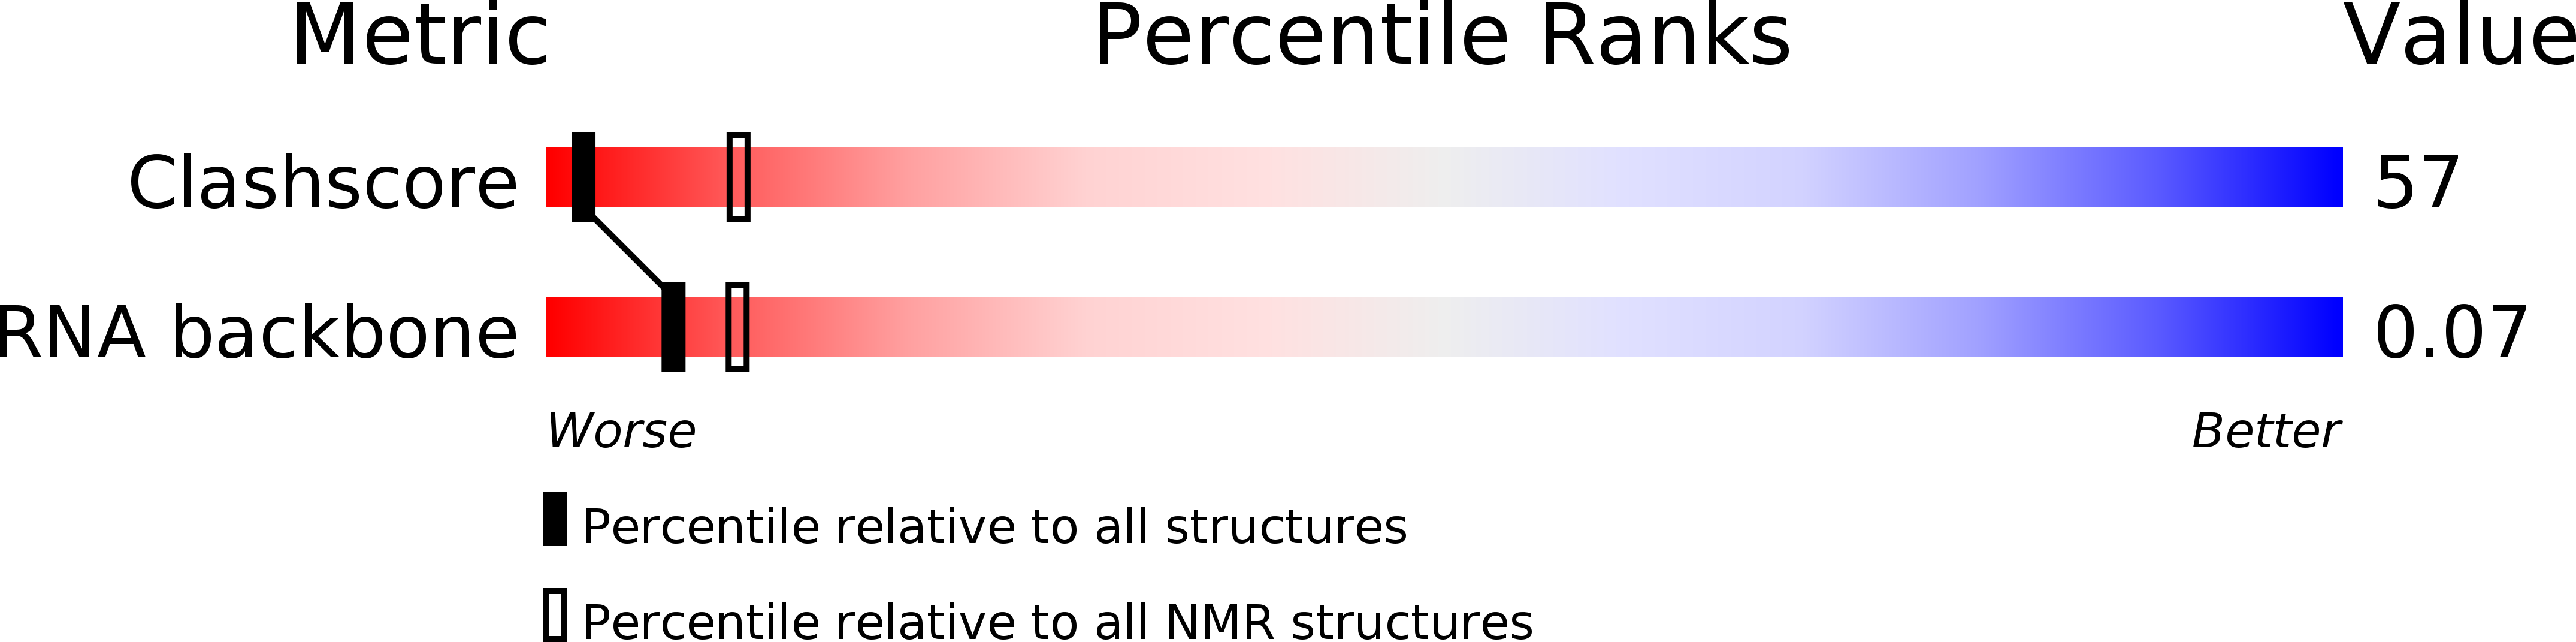 Metric Percentile Ranks Value
Clashscore 57
RNA backbone 0.07
Worse Better
Percentile relative to all structures
Percentile relative to all NMR structures